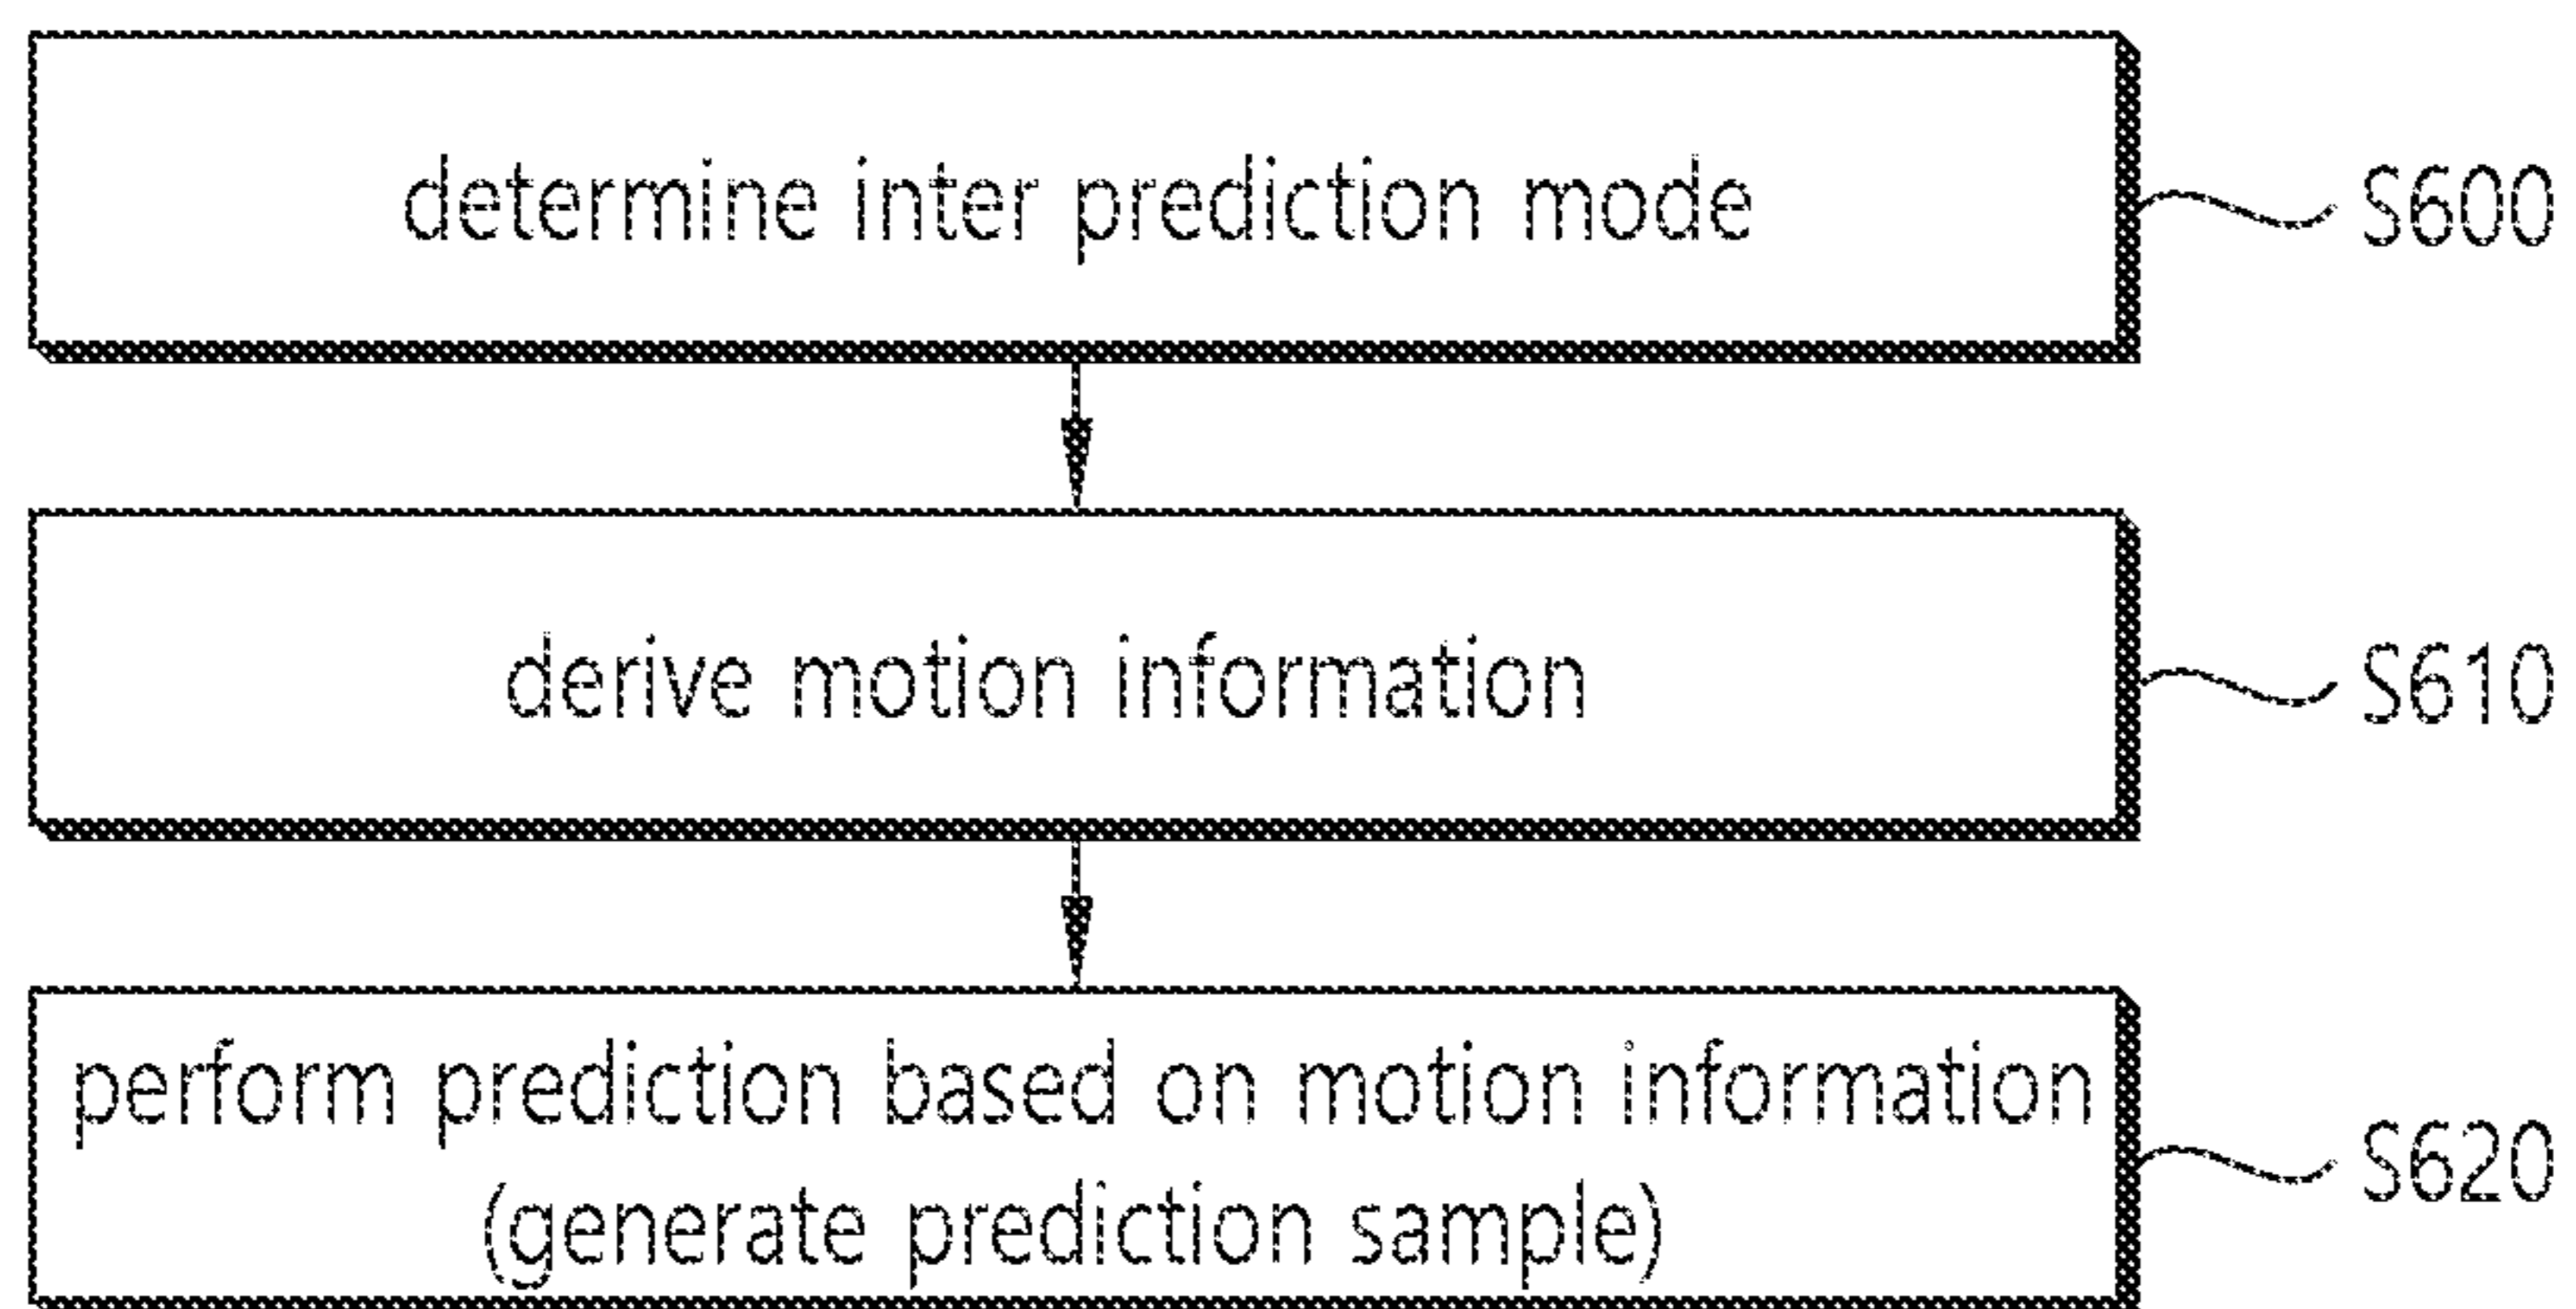 determine inter prediction mode
S600
derive motion information
S610
perform prediction based on motion information
(generate prediction sample)
S620